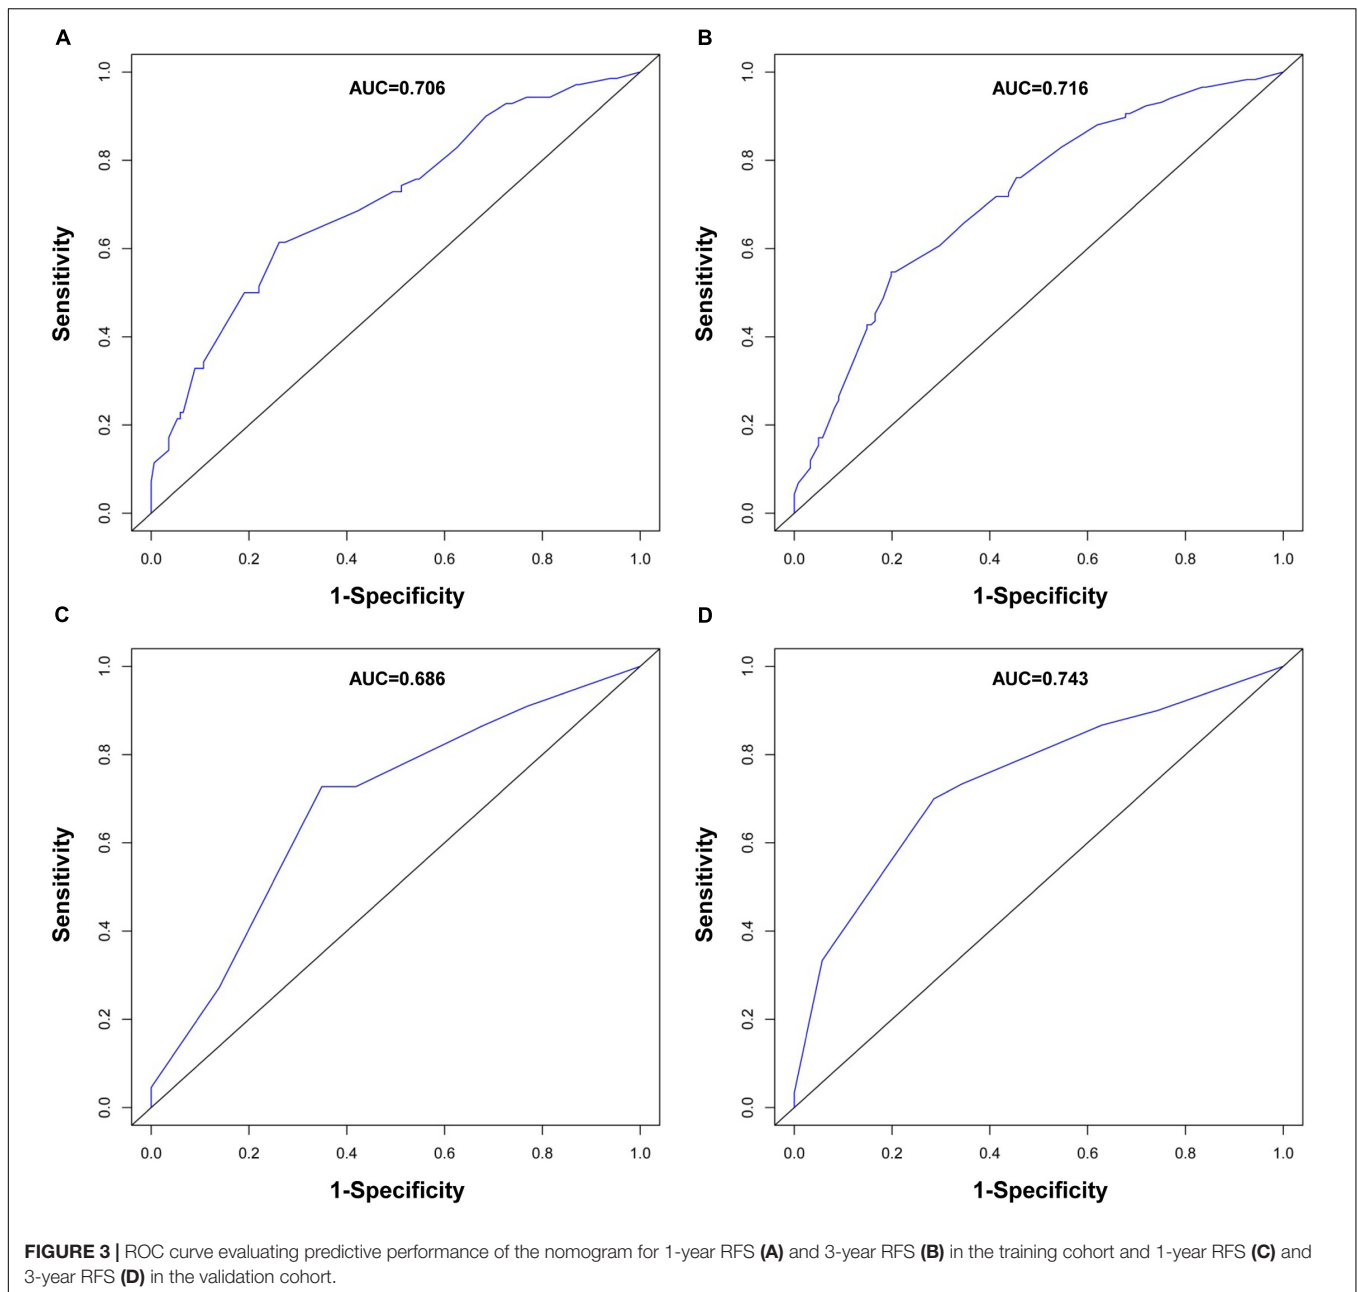 A
AUC=0.706
Sensitivity
1.0
0.8
0.6
0.4
0.2
0.0
0.0 0.2 0.4 0.6 0.8 1.0
1-Specificity
B
AUC=0.716
Sensitivity
1.0
0.8
0.6
0.4
0.2
0.0
0.0 0.2 0.4 0.6 0.8 1.0
1-Specificity
C
AUC=0.686
Sensitivity
1.0
0.8
0.6
0.4
0.2
0.0
0.0 0.2 0.4 0.6 0.8 1.0
1-Specificity
D
AUC=0.743
Sensitivity
1.0
0.8
0.6
0.4
0.2
0.0
0.0 0.2 0.4 0.6 0.8 1.0
1-Specificity
FIGURE 3 | ROC curve evaluating predictive performance of the nomogram for 1-year RFS (A) and 3-year RFS (B) in the training cohort and 1-year RFS (C) and
3-year RFS (D) in the validation cohort.